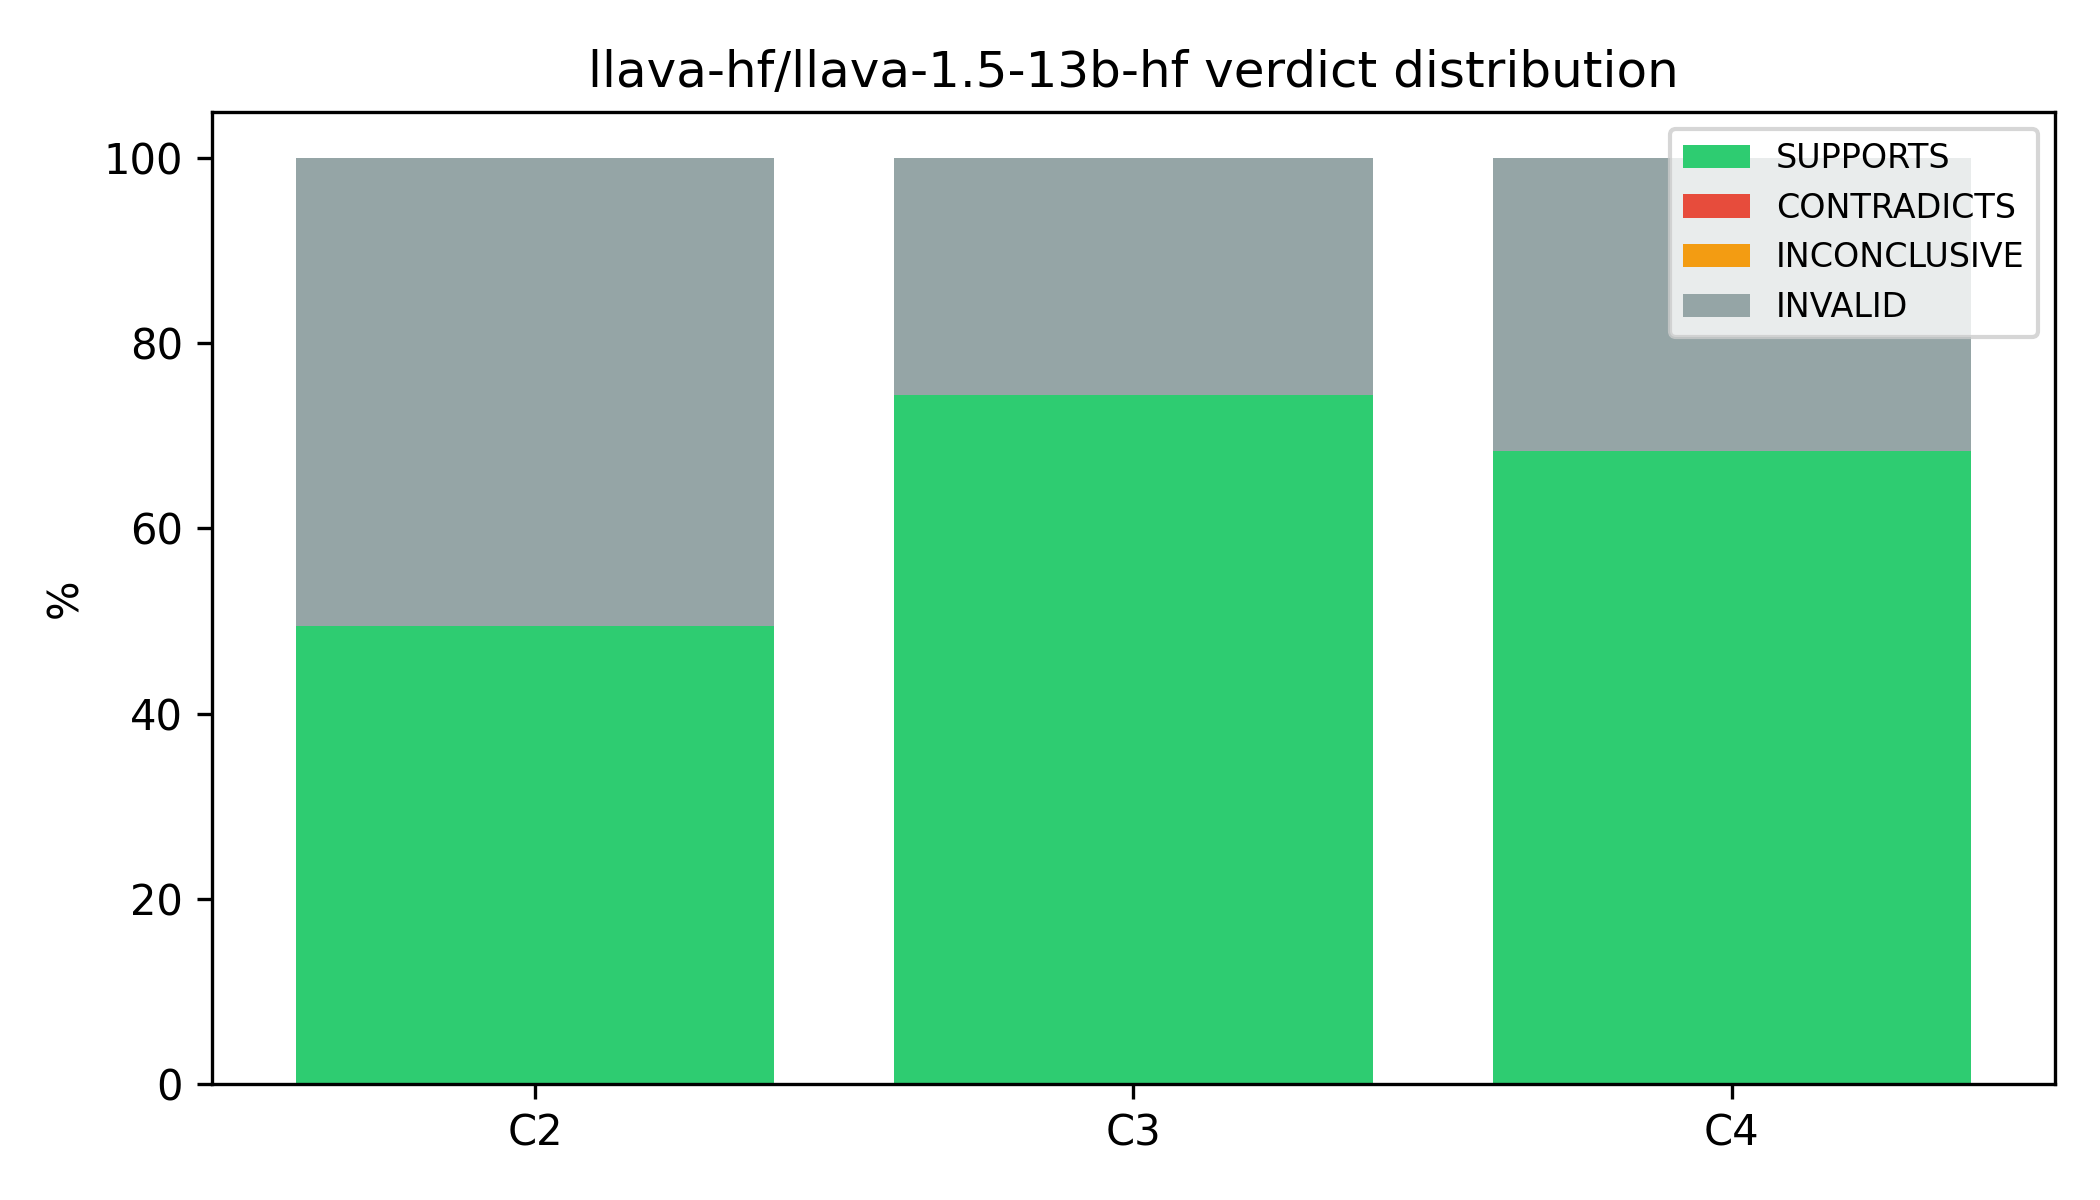 llava-hf/llava-1.5-13b-hf verdict distribution
SUPPORTS
CONTRADICTS
INCONCLUSIVE
INVALID
100
80
60
40
20
0
%
C2
C3
C4